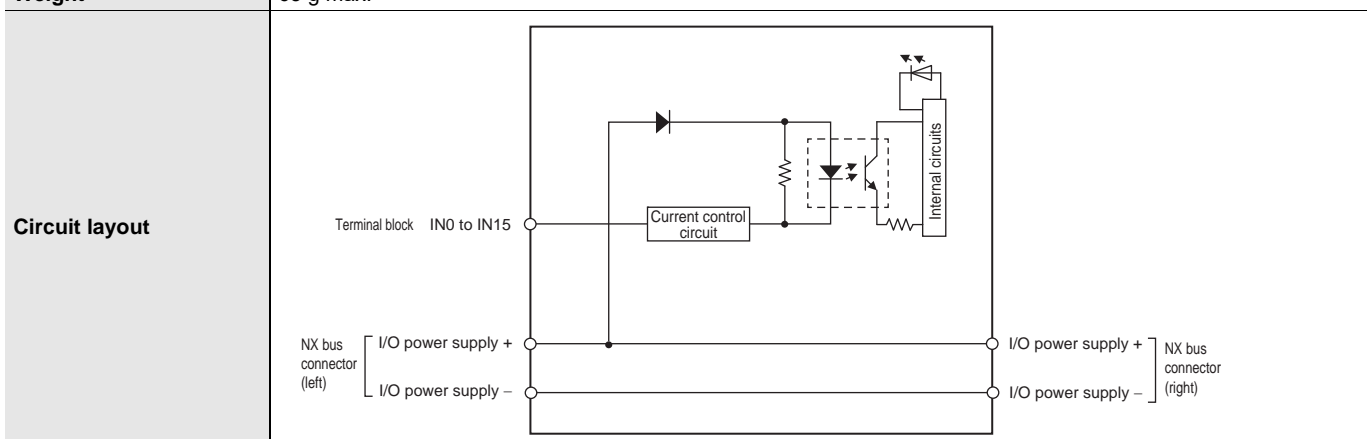 Circuit layout
Internal circuits
Terminal block IN0 to IN15
Current control
circuit
NX bus
connector
(left)
I/O power supply +
I/O power supply −
I/O power supply +
I/O power supply −
NX bus
connector
(right)